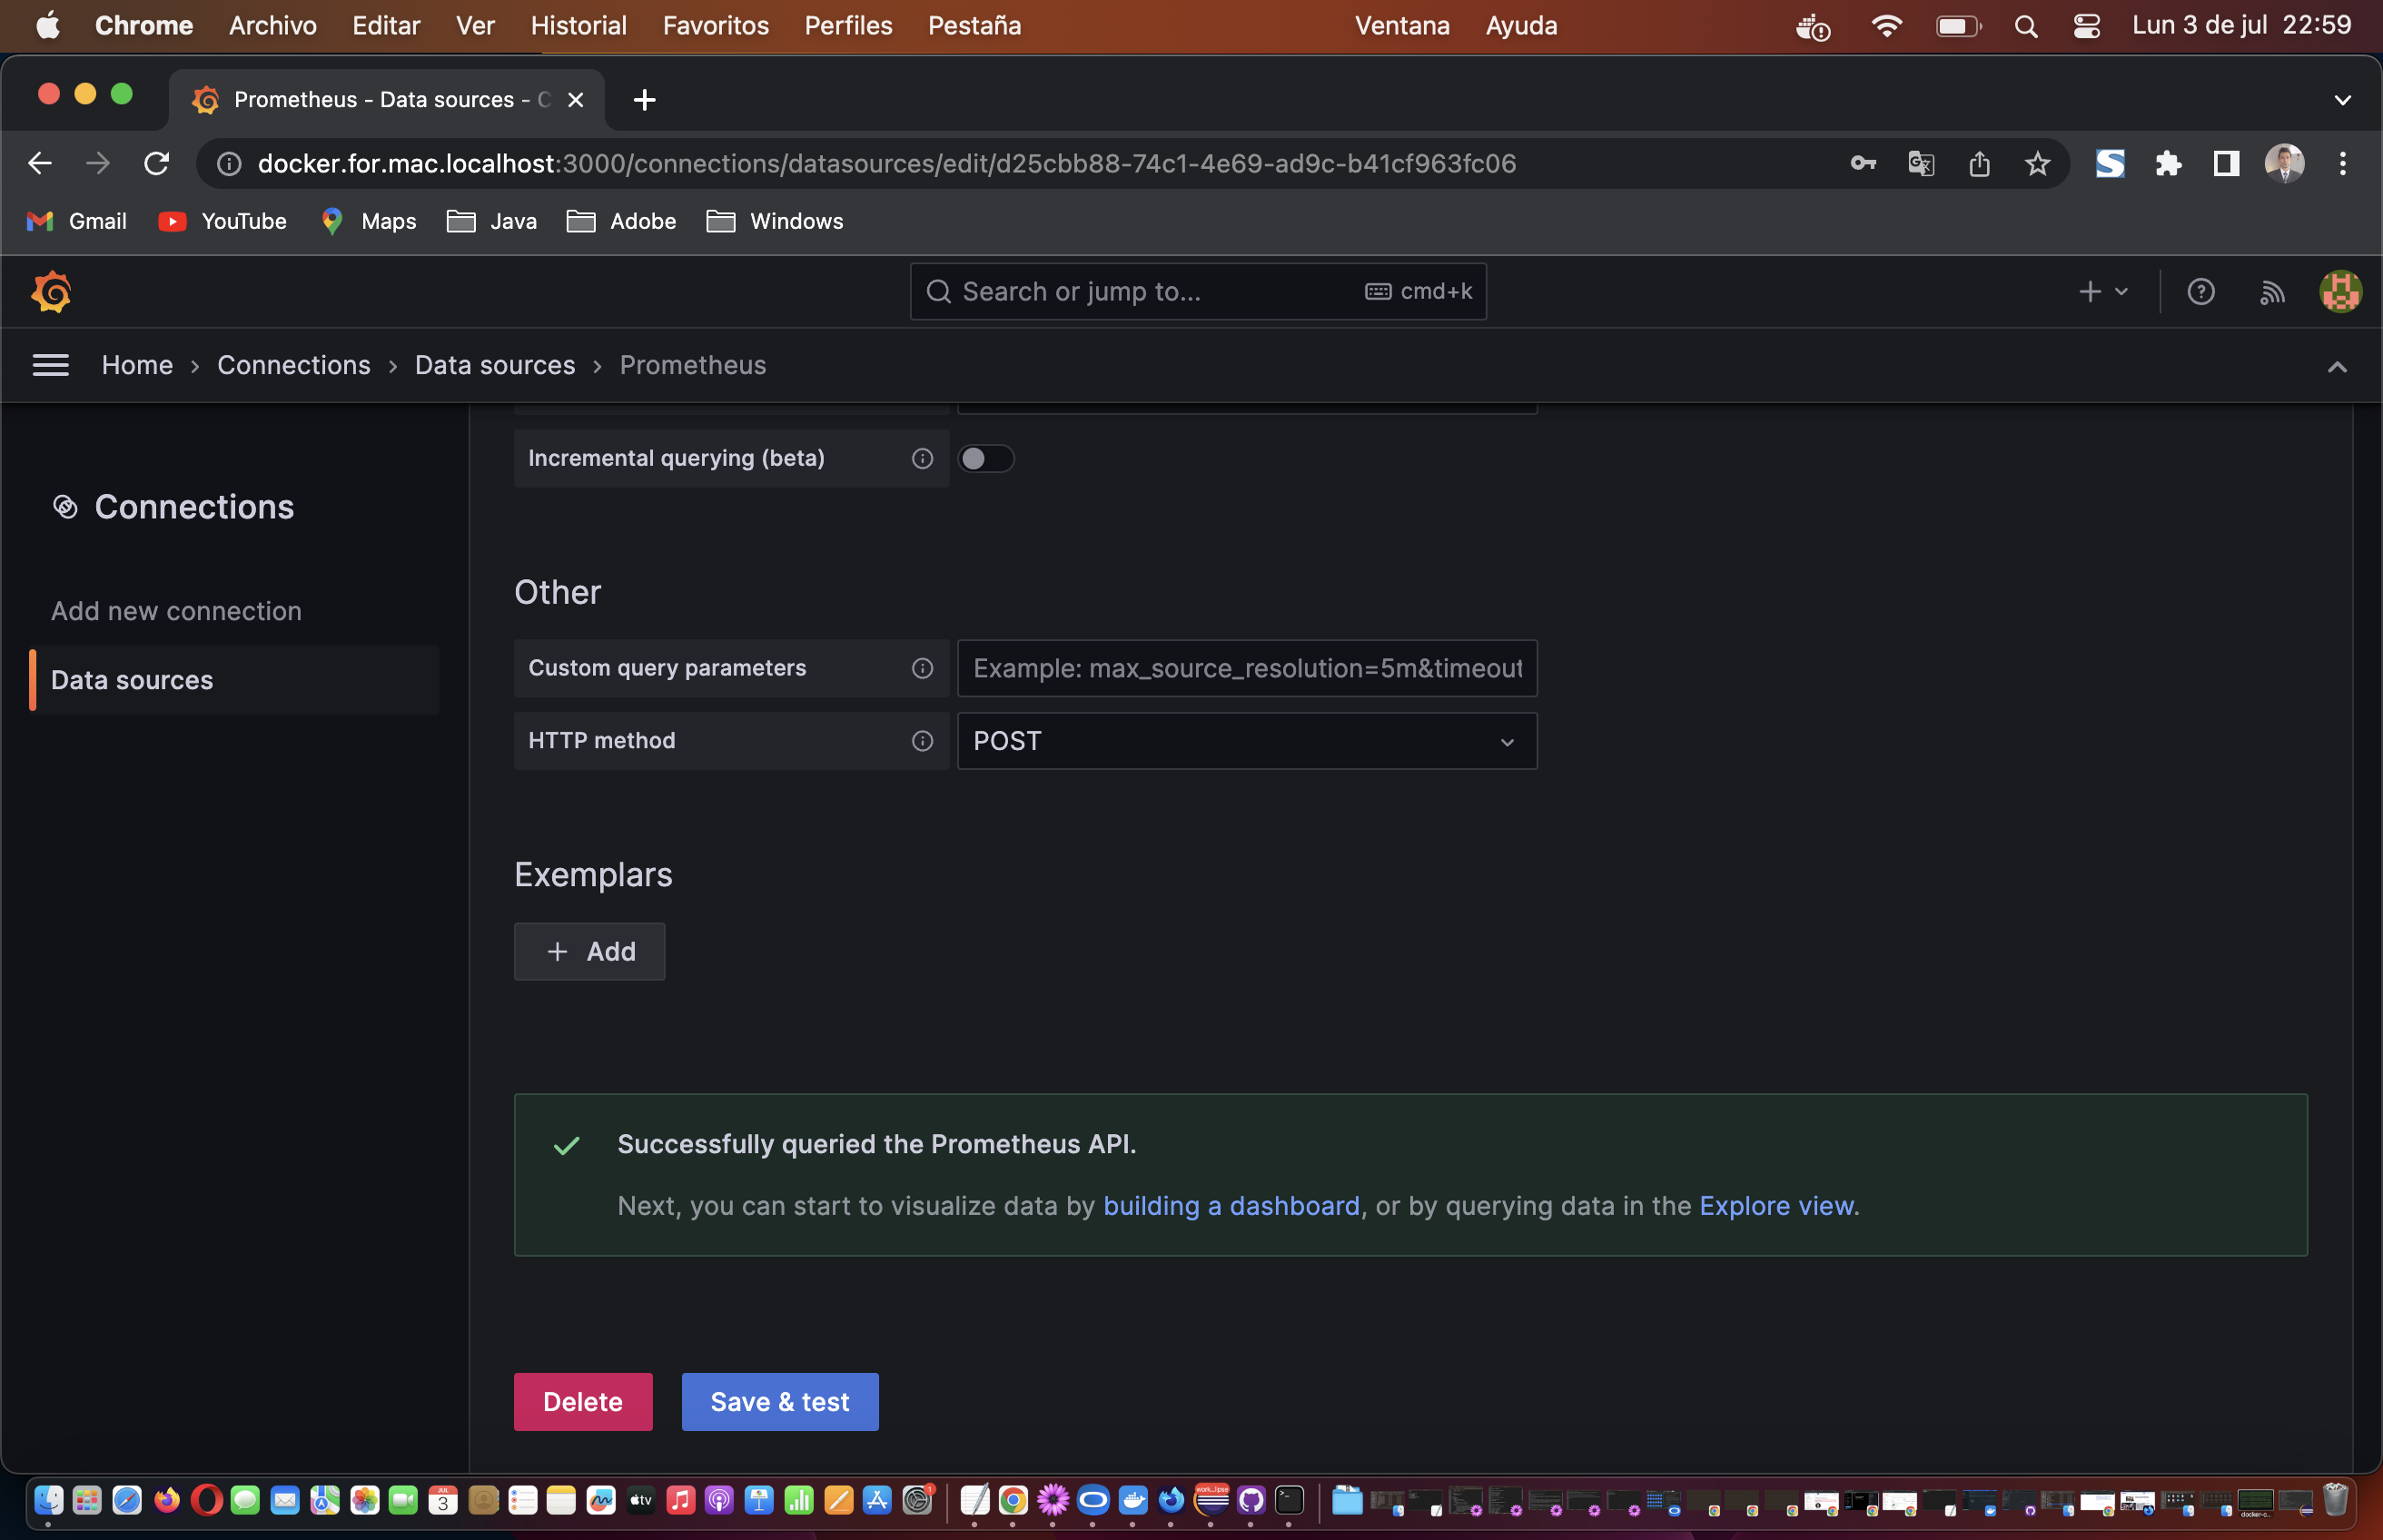 Chrome Archivo Editar Ver Historial Favoritos Perfiles Pestaña Ventana Ayuda Lun 3 de jul 22:59
Prometheus - Data sources -
docker.for.mac.localhost:3000/connections/datasources/edit/d25cbb88-74c1-4e69-ad9c-b41cf963fc06
Gmail YouTube Maps Java Adobe Windows
Search or jump to... cmd+k
Home › Connections › Data sources › Prometheus
Incremental querying (beta)
Connections
Add new connection
Data sources
Other
Custom query parameters Example: max_source_resolution=5m&timeout
HTTP method POST
Exemplars
+ Add
Successfully queried the Prometheus API.
Next, you can start to visualize data by building a dashboard, or by querying data in the Explore view.
Delete Save & test
JUL
3
tv
1